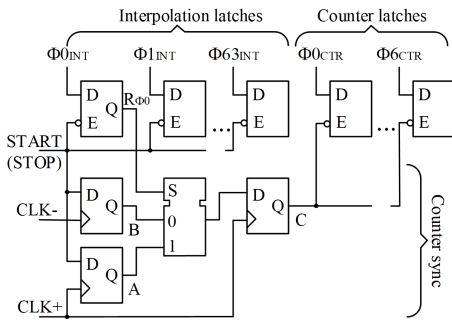 Interpolation latches Counter latches
Φ0INT Φ1INT Φ63INT Φ0CTR Φ6CTR
D Q E RΦ0 D E ... D E D E ... D E
START
(STOP)
CLK-
D Q B
S
0
1
D Q C
D Q A
CLK+
Counter sync